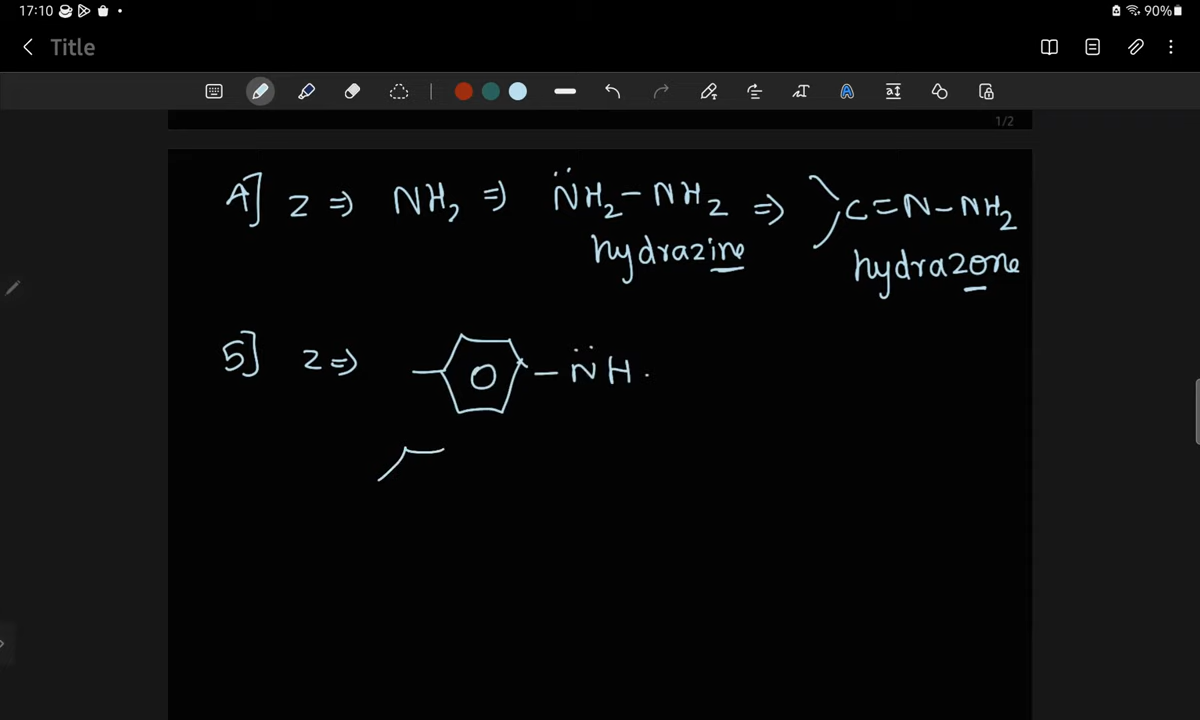 17:10 90%
Title
1/2
4] Z ⇒ NH2 ⇒ N̈H2 - NH2 ⇒ >C=N-NH2
hydrazine hydrazone
5] Z ⇒ - N̈H.